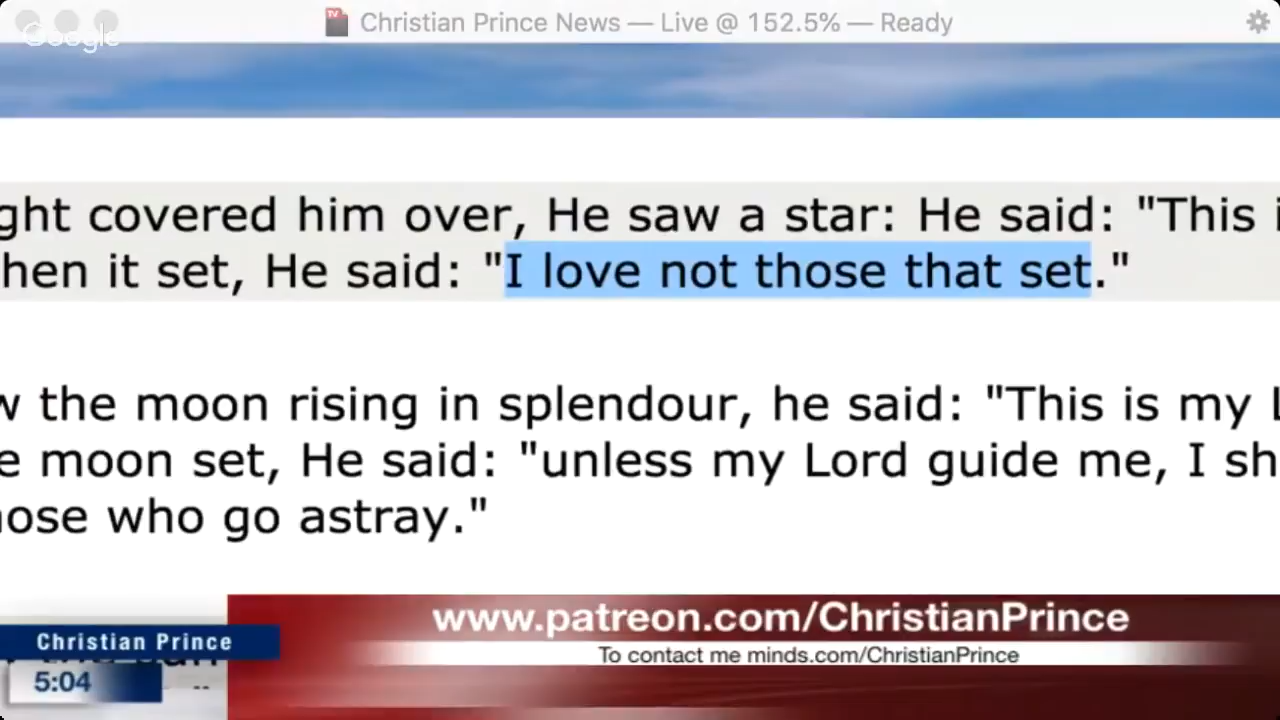 Christian Prince News — Live @ 152.5% — Ready
Google
ght covered him over, He saw a star: He said: "This i
hen it set, He said: "I love not those that set."
w the moon rising in splendour, he said: "This is my L
e moon set, He said: "unless my Lord guide me, I sh
ose who go astray."
www.patreon.com/ChristianPrince
Christian Prince
To contact me minds.com/ChristianPrince
5:04